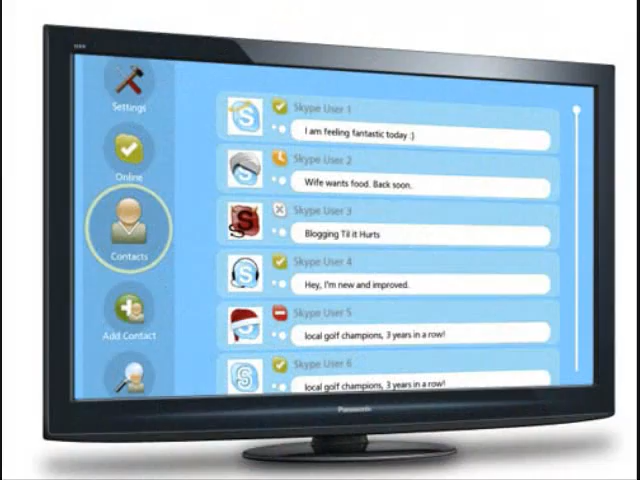 Settings
Online
Contacts
Add Contact
Skype User 1
I am feeling fantastic today :)
Skype User 2
Wife wants food. Back soon.
Skype User 3
Blogging Til it Hurts
Skype User 4
Hey, I'm new and improved.
Skype User 5
local golf champions, 3 years in a row!
Skype User 6
local golf champions, 3 years in a row!
Panasonic